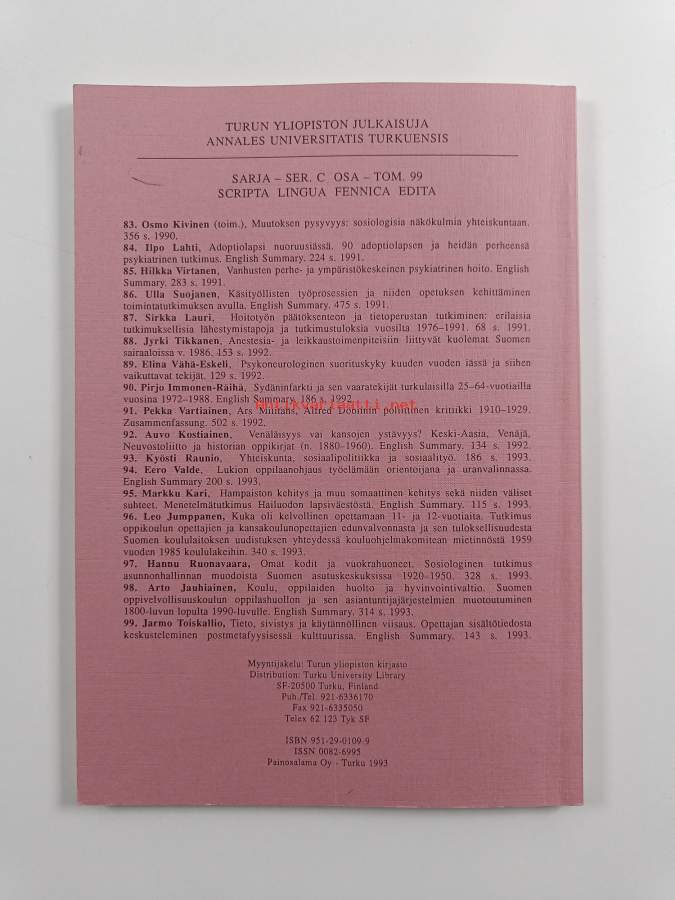 TURUN YLIOPISTON JULKAISUJA
ANNALES UNIVERSITATIS TURKUENSIS
SARJA – SER. C OSA – TOM. 99
SCRIPTA LINGUA FENNICA EDITA
83. Osmo Kivinen (toim.), Muutoksen pysyvyys: sosiologisia näkökulmia yhteiskuntaan.
356 s. 1990.
84. Ilpo Lahti, Adoptiolapsi nuoruusiässä. 90 adoptiolapsen ja heidän perheensä
psykiatrinen tutkimus. English Summary. 224 s. 1991.
85. Hilkka Virtanen, Vanhusten perhe- ja ympäristökeskeinen psykiatrinen hoito. English
Summary. 283 s. 1991.
86. Ulla Suojanen, Käsityöllisten työprosessien ja niiden opetuksen kehittäminen
toimintatutkimuksen avulla. English Summary. 475 s. 1991.
87. Sirkka Lauri, Hoitotyön päätöksenteon ja tietoperustan tutkiminen: erilaisia
tutkimuksellisia lähestymistapoja ja tutkimustuloksia vuosilta 1976–1991. 68 s. 1991.
88. Jyrki Tikkanen, Anestesia- ja leikkaustoimenpiteisiin liittyvät kuolemat Suomen
sairaaloissa v. 1986. 153 s. 1992.
89. Elina Vähä-Eskeli, Psykoneurologinen suorituskyky kuuden vuoden iässä ja siihen
vaikuttavat tekijät. 129 s. 1992.
90. Pirjo Immonen-Räihä, Sydäninfarkti ja sen vaaratekijät turkulaisilla 25–64-vuotiailla
vuosina 1972–1988. English Summary. 186 s. 1992.
91. Pekka Vartiainen, Ars Militans, Alfred Döblinin poliittinen kritiikki 1910–1929.
Zusammenfassung. 502 s. 1992.
92. Auvo Kostiainen, Venäläisyys vai kansojen ystävyys? Keski-Aasia, Venäjä,
Neuvostoliitto ja historian oppikirjat (n. 1880–1960). English Summary. 134 s. 1992.
93. Kyösti Raunio, Yhteiskunta, sosiaalipolitiikka ja sosiaalityö. 186 s. 1993.
94. Eero Valde, Lukion oppilaanohjaus työelämään orientoijana ja uranvalinnassa.
English Summary 200 s. 1993.
95. Markku Kari, Hampaiston kehitys ja muu somaattinen kehitys sekä niiden väliset
suhteet. Menetelmätutkimus Hailuodon lapsiväestöstä. English Summary. 115 s. 1993.
96. Leo Jumppanen, Kuka oli kelvollinen opettamaan 11- ja 12-vuotiaita. Tutkimus
oppikoulun opettajien ja kansakoulunopettajien edunvalvonnasta ja sen tuloksellisuudesta
Suomen koululaitoksen uudistuksen yhteydessä kouluohjelmakomitean mietinnöstä 1959
vuoden 1985 koululakeihin. 340 s. 1993.
97. Hannu Ruonavaara, Omat kodit ja vuokrahuoneet. Sosiologinen tutkimus
asunnonhallinnan muodoista Suomen asutuskeskuksissa 1920–1950. 328 s. 1993.
98. Arto Jauhiainen, Koulu, oppilaiden huolto ja hyvinvointivaltio. Suomen
oppivelvollisuuskoulun oppilashuollon ja sen asiantuntijajärjestelmien muotoutuminen
1800-luvun lopulta 1990-luvulle. English Summary. 314 s. 1993.
99. Jarmo Toiskallio, Tieto, sivistys ja käytännöllinen viisaus. Opettajan sisältötiedosta
keskusteleminen postmetafyysisessä kulttuurissa. English Summary. 143 s. 1993.
Myyntijakelu: Turun yliopiston kirjasto
Distribution: Turku University Library
SF-20500 Turku, Finland
Puh./Tel. 921-6336170
Fax 921-6335050
Telex 62 123 Tyk SF
ISBN 951-29-0109-9
ISSN 0082-6995
Painosalama Oy - Turku 1993